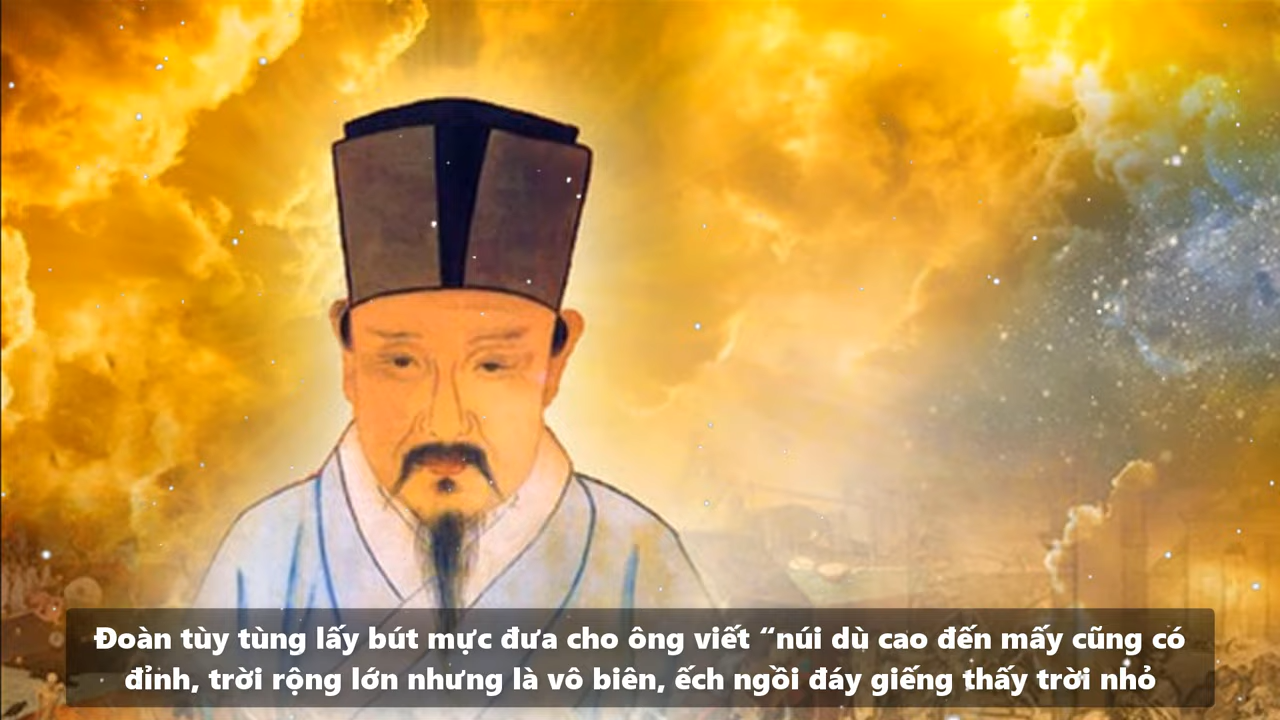 Đoàn tùy tùng lấy bút mực đưa cho ông viết “núi dù cao đến mấy cũng có
đỉnh, trời rộng lớn nhưng là vô biên, ếch ngồi đáy giếng thấy trời nhỏ